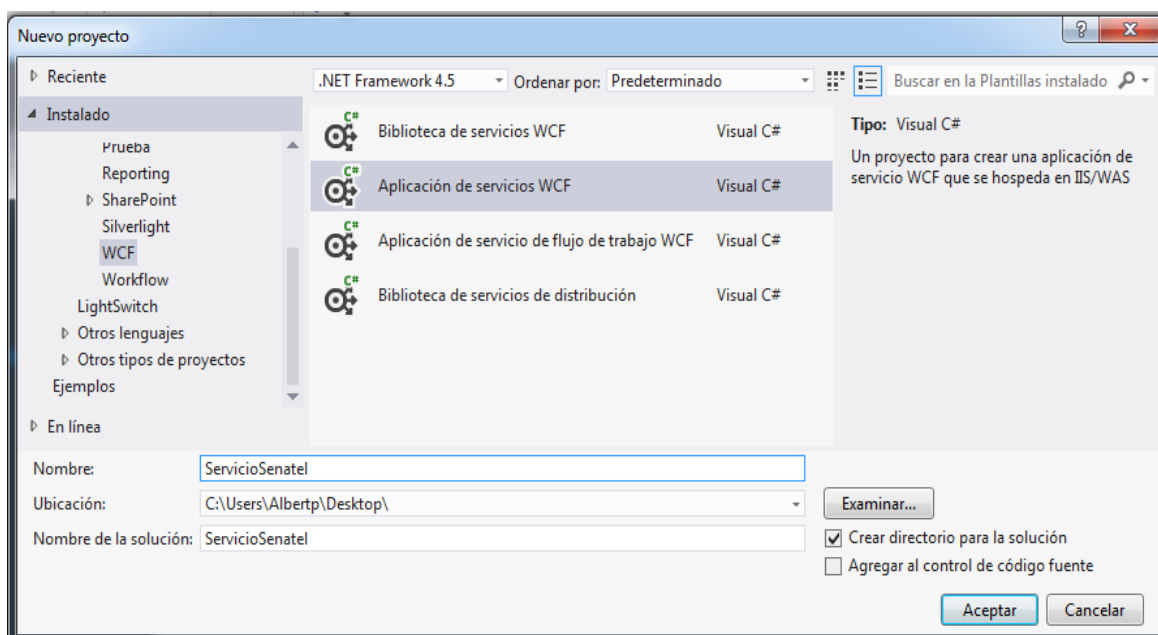 Nuevo proyecto
Reciente
.NET Framework 4.5 Ordenar por: Predeterminado Buscar en la Plantillas instalado
Instalado
Prueba
Reporting
SharePoint
Silverlight
WCF
Workflow
LightSwitch
Otros lenguajes
Otros tipos de proyectos
Ejemplos
En línea
C# Biblioteca de servicios WCF Visual C#
C# Aplicación de servicios WCF Visual C#
C# Aplicación de servicio de flujo de trabajo WCF Visual C#
C# Biblioteca de servicios de distribución Visual C#
Tipo: Visual C#
Un proyecto para crear una aplicación de
servicio WCF que se hospeda en IIS/WAS
Nombre: ServicioSenatel
Ubicación: C:\Users\Albertp\Desktop\ Examinar...
Nombre de la solución: ServicioSenatel Crear directorio para la solución
Agregar al control de código fuente
Aceptar Cancelar